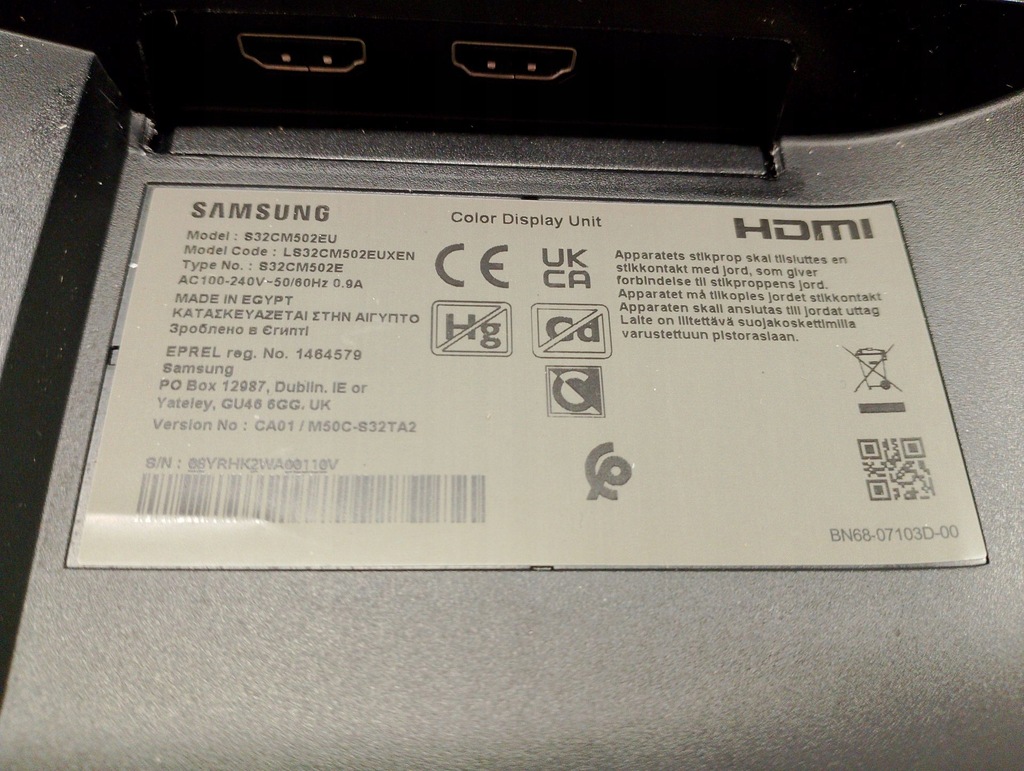 SAMSUNG
Model : S32CM502EU
Model Code : LS32CM502EUXEN
Type No. : S32CM502E
AC100-240V~50/60Hz 0.9A
MADE IN EGYPT
ΚΑΤΑΣΚΕΥΑΖΕΤΑΙ ΣΤΗΝ ΑΙΓΥΠΤΟ
Зроблено в Єгипті
EPREL reg. No. 1464579
Samsung
PO Box 12987, Dublin. IE or
Yateley, GU46 6GG. UK
Version No : CA01 / M50C-S32TA2
S/N : 08YRHK2WA00110V
Color Display Unit
CE
UK
CA
Hg
Cd
HDMI
Apparatets stikprop skal tilsluttes en
stikkontakt med jord, som giver
forbindelse til stikproppens jord.
Apparatet må tilkoples jordet stikkontakt
Apparaten skall anslutas till jordat uttag
Laite on liitettävä suojakoskettimilla
varustettuun pistorasiaan.
BN68-07103D-00